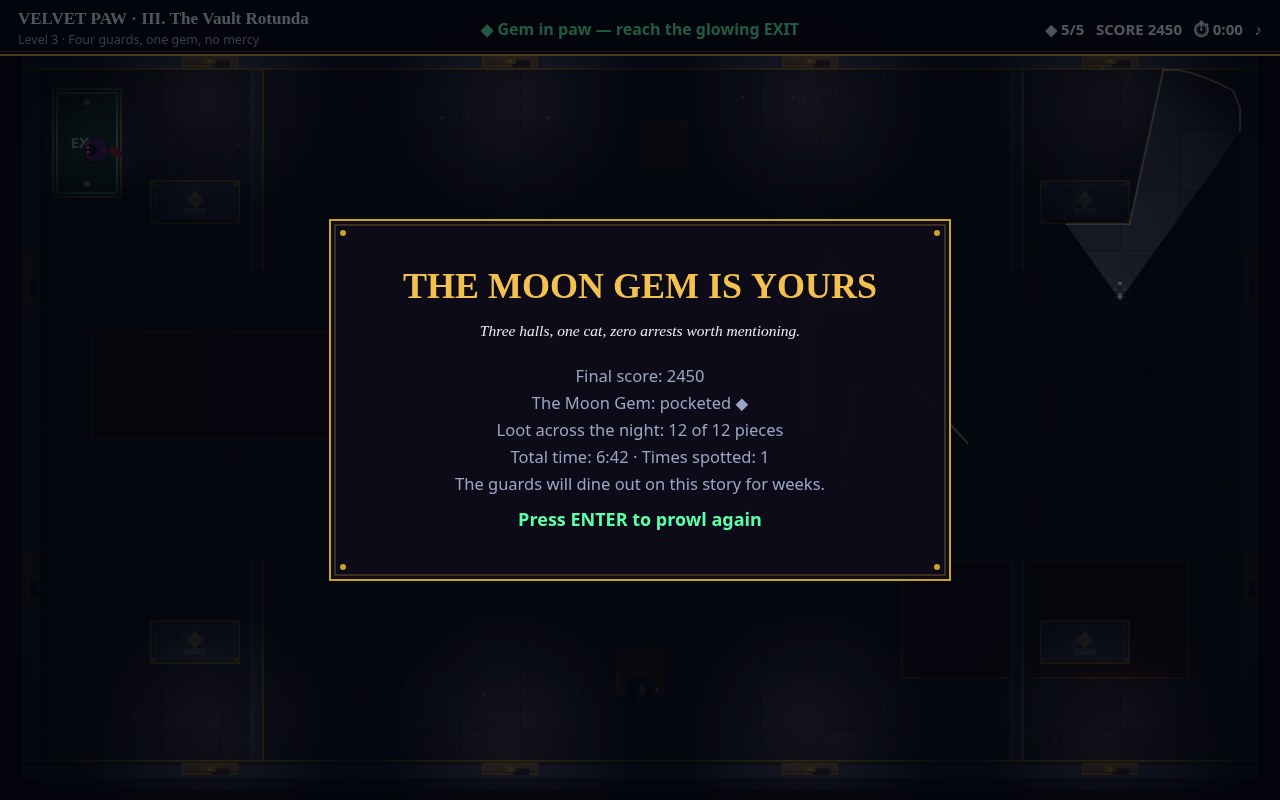 VELVET PAW · III. The Vault Rotunda
Level 3 · Four guards, one gem, no mercy
◆ Gem in paw — reach the glowing EXIT
◆ 5/5 SCORE 2450 ⏱ 0:00 ♪
EX
THE MOON GEM IS YOURS
Three halls, one cat, zero arrests worth mentioning.
Final score: 2450
The Moon Gem: pocketed ◆
Loot across the night: 12 of 12 pieces
Total time: 6:42 · Times spotted: 1
The guards will dine out on this story for weeks.
Press ENTER to prowl again